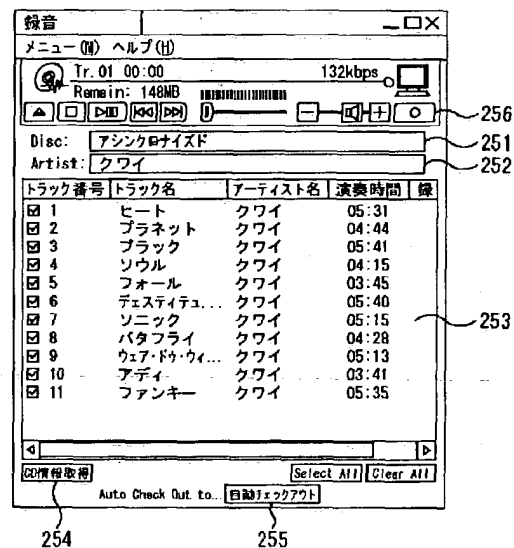 録音
メニュー(M) ヘルプ(H)
Tr.01 00:00 132kbps
Remain: 148MB
256
Disc: アシンクロナイズド 251
Artist: クワイ 252
トラック番号 トラック名 アーティスト名 演奏時間 録
1 ヒート クワイ 05:31
2 プラネット クワイ 04:44
3 ブラック クワイ 05:41
4 ソウル クワイ 04:15
5 フォール クワイ 03:45
6 デェスティテュ... クワイ 05:40
7 ソニック クワイ 05:15
253
8 バタフライ クワイ 04:28
9 ウェア・ドゥ・ウィ... クワイ 05:13
10 アディ クワイ 03:41
11 ファンキー クワイ 05:35
CD情報取得 Select All Clear All
Auto Check Out to... 自動チェックアウト
254 255